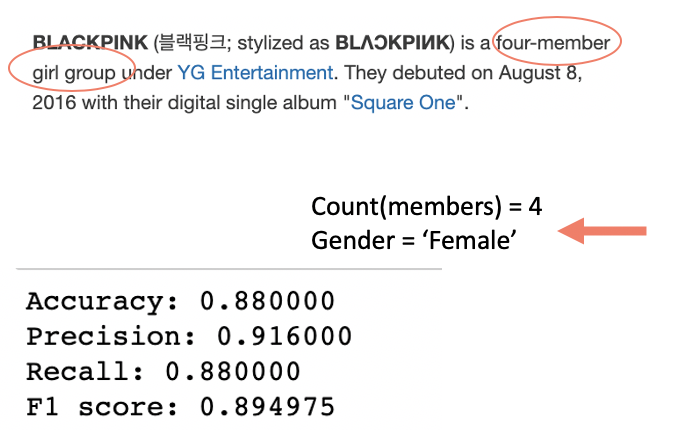 BLACKPINK (블랙핑크; stylized as BLɅƆKPIИK) is a four-member
girl group under YG Entertainment. They debuted on August 8,
2016 with their digital single album "Square One".
Count(members) = 4
Gender = ‘Female’
Accuracy: 0.880000
Precision: 0.916000
Recall: 0.880000
F1 score: 0.894975